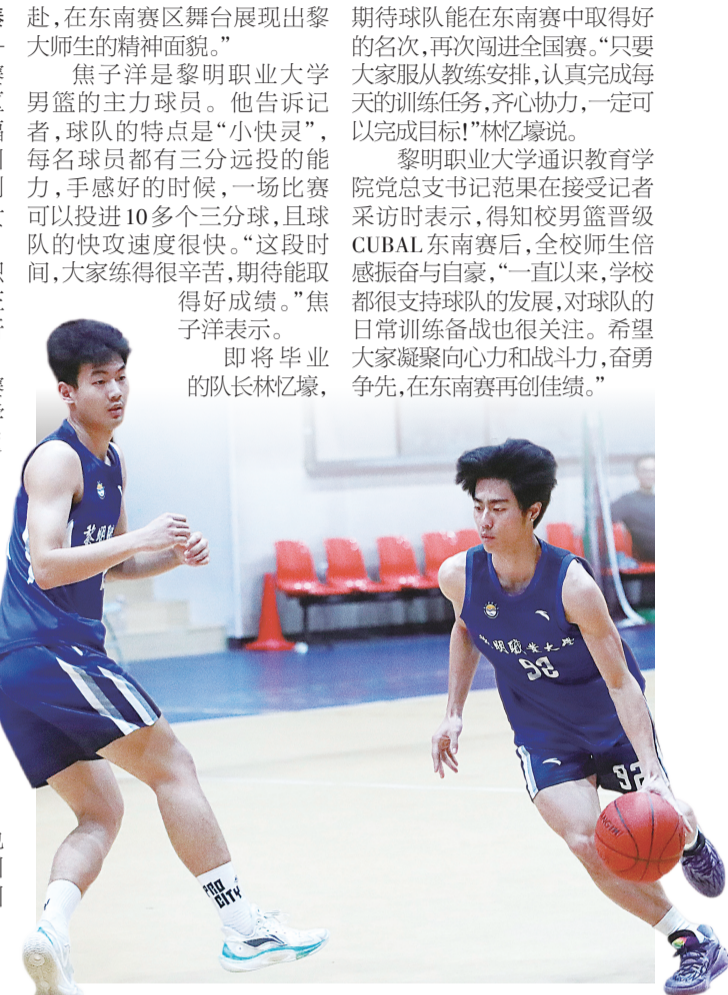 赴，在东南赛区舞台展现出黎
大师生的精神面貌。”
焦子洋是黎明职业大学
男篮的主力球员。他告诉记
者，球队的特点是“小快灵”，
每名球员都有三分远投的能
力，手感好的时候，一场比赛
可以投进10多个三分球，且球
队的快攻速度很快。“这段时
间，大家练得很辛苦，期待能取
得好成绩。”焦
子洋表示。
即将毕业
的队长林忆壕，
期待球队能在东南赛中取得好
的名次，再次闯进全国赛。“只要
大家服从教练安排，认真完成每
天的训练任务，齐心协力，一定可
以完成目标！”林忆壕说。
黎明职业大学通识教育学
院党总支书记范果在接受记者
采访时表示，得知校男篮晋级
CUBAL东南赛后，全校师生倍
感振奋与自豪，“一直以来，学校
都很支持球队的发展，对球队的
日常训练备战也很关注。希望
大家凝聚向心力和战斗力，奋勇
争先，在东南赛再创佳绩。”
黎明職
黎明職業大學
92
92
PRO
CITY